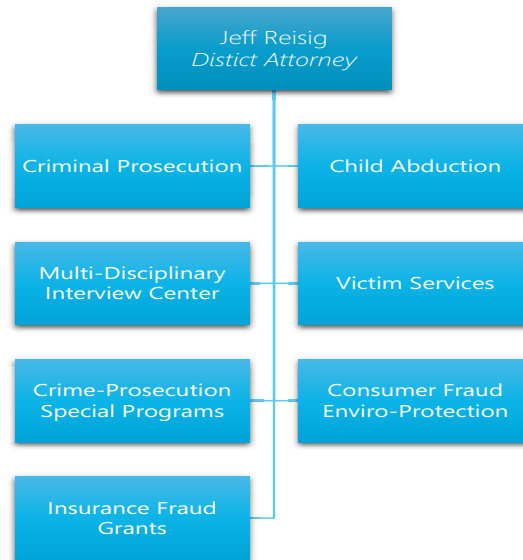 Jeff Reisig
Distict Attorney
Criminal Prosecution
Child Abduction
Multi-Disciplinary
Interview Center
Victim Services
Crime-Prosecution
Special Programs
Consumer Fraud
Enviro-Protection
Insurance Fraud
Grants